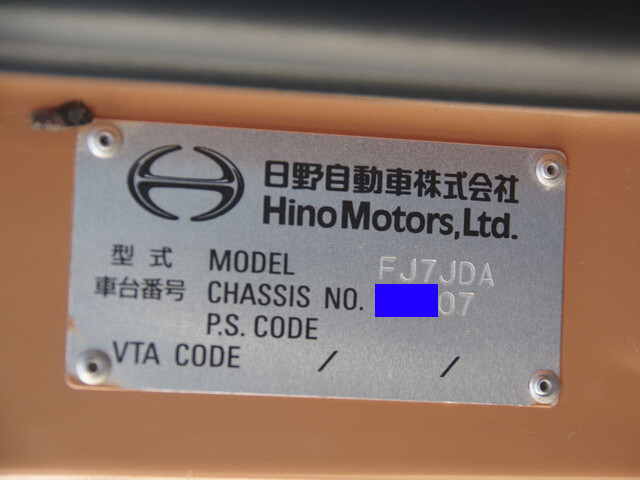 日野自動車株式会社
Hino Motors, Ltd.
型式 MODEL FJ7JDA
車台番号 CHASSIS NO. 07
P.S. CODE
VTA CODE / /